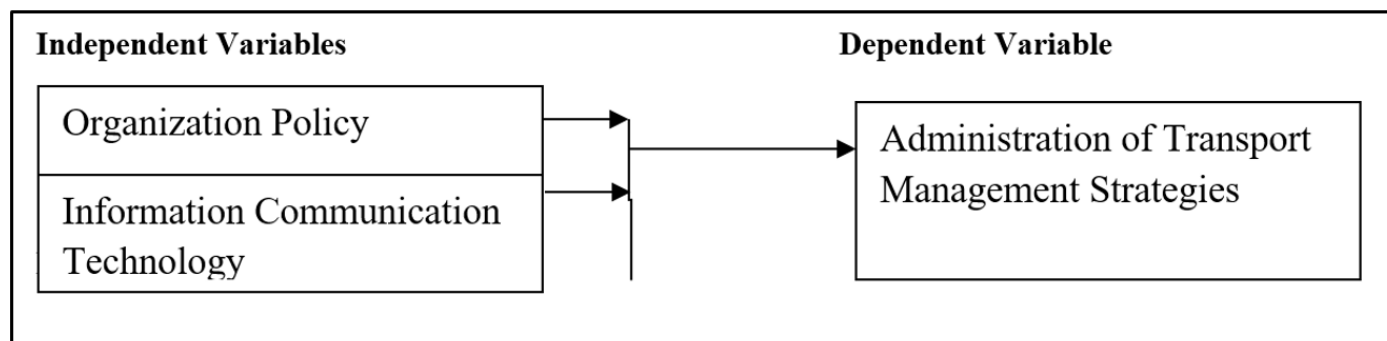 Independent Variables
Dependent Variable
Organization Policy
Information Communication
Technology
Administration of Transport
Management Strategies